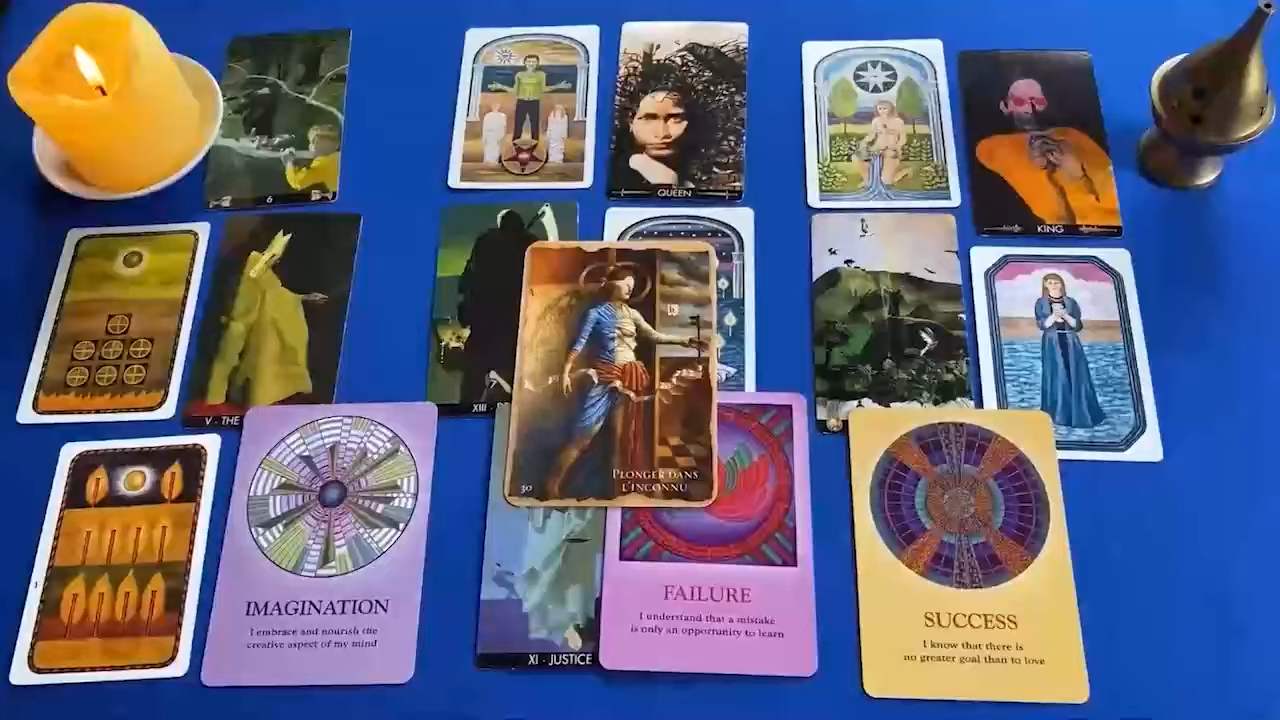 6
QUEEN
KING
V - THE
XIII -
30
PLONGER DANS
L'INCONNU
IMAGINATION
I embrace and nourish the
creative aspect of my mind
XI - JUSTICE
FAILURE
I understand that a mistake
is only an opportunity to learn
SUCCESS
I know that there is
no greater goal than to love